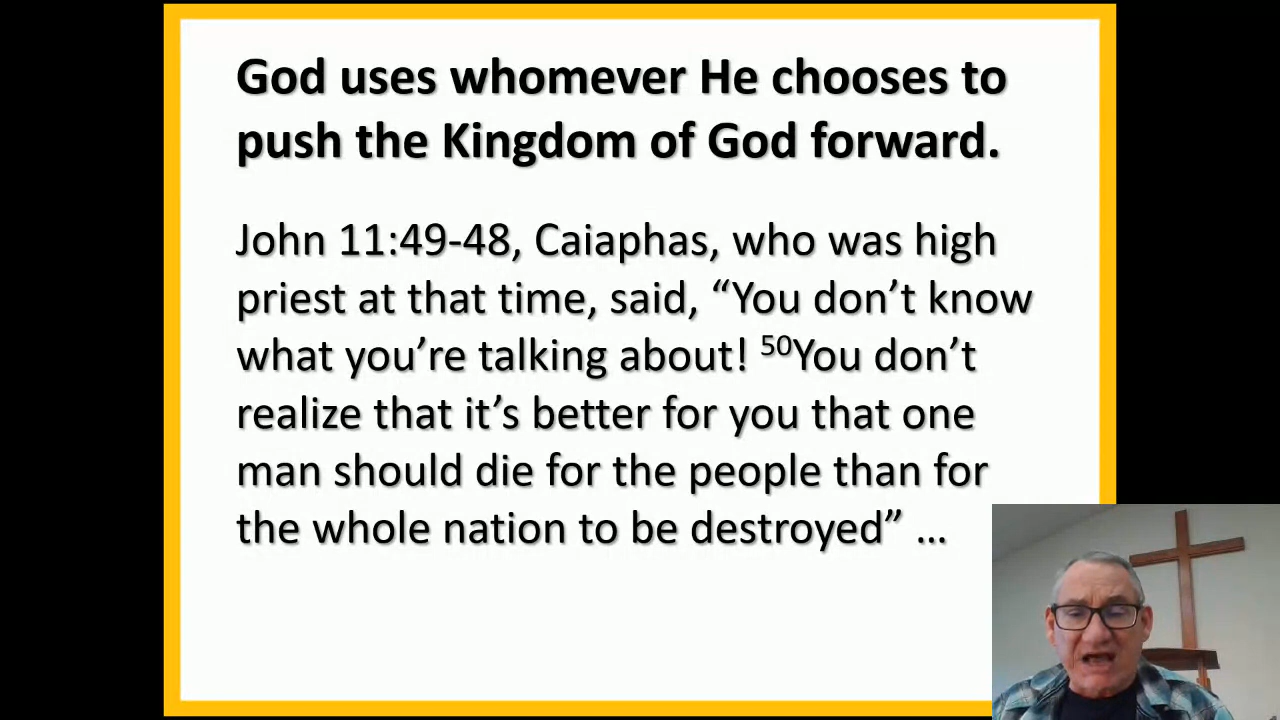 God uses whomever He chooses to
push the Kingdom of God forward.
John 11:49-48, Caiaphas, who was high
priest at that time, said, “You don’t know
what you’re talking about! ⁵⁰You don’t
realize that it’s better for you that one
man should die for the people than for
the whole nation to be destroyed” …